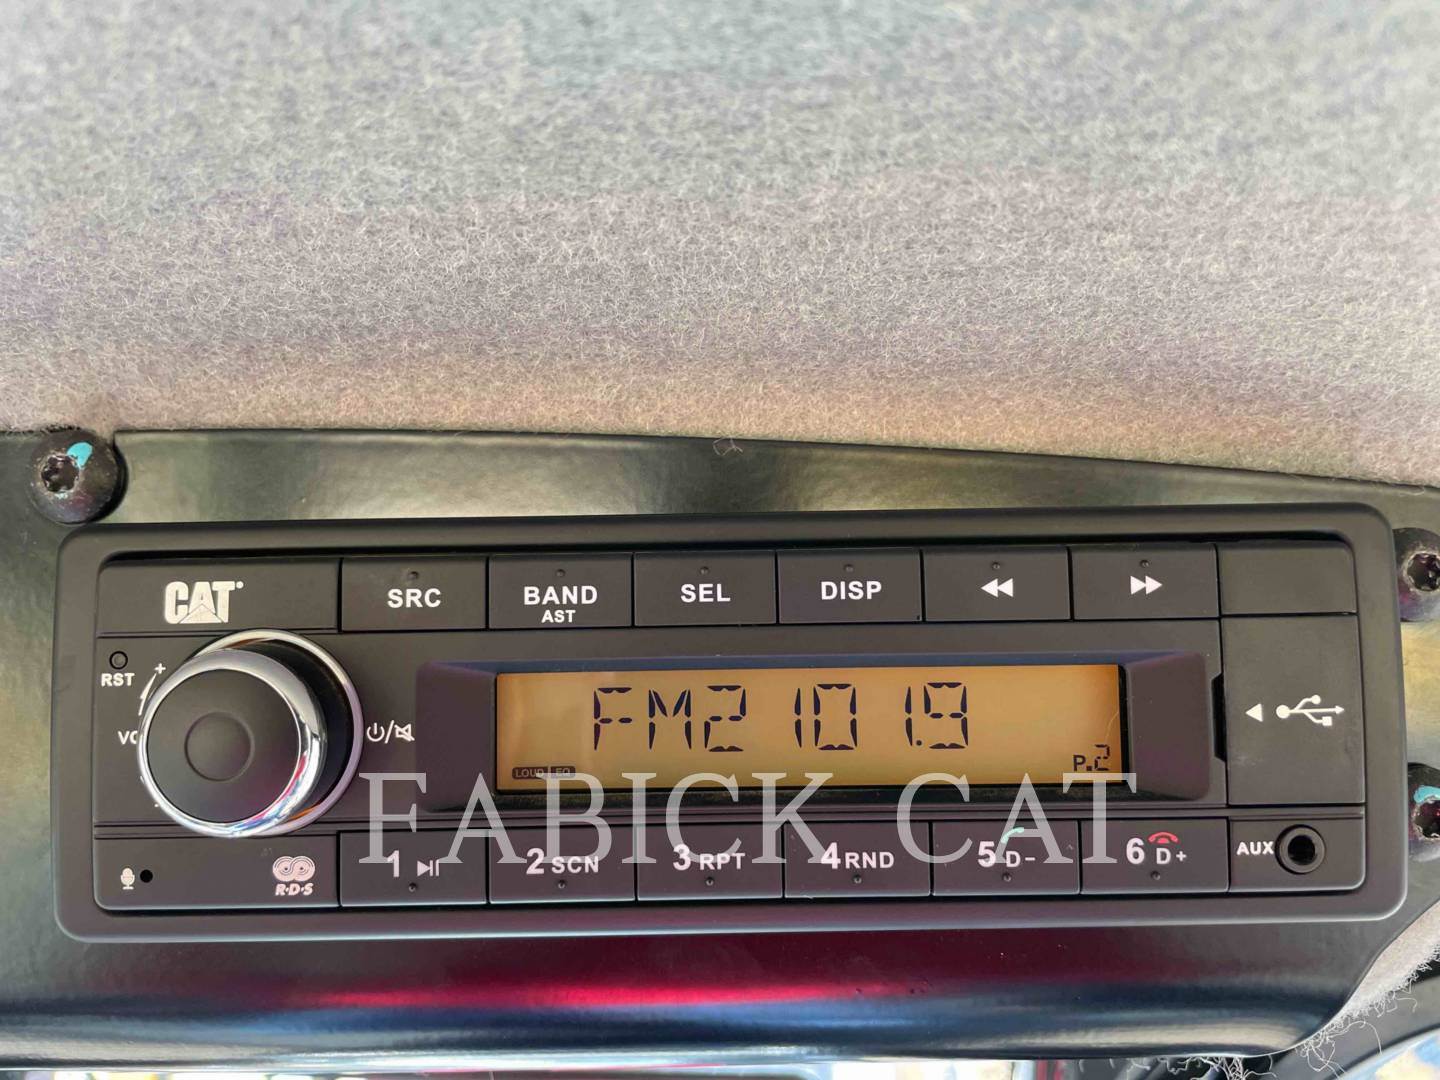 CAT
SRC
BAND
AST
SEL
DISP
RST
+
FM2 101.9
LOUD EQ
P.2
FABICK CAT
1
2 SCN
3 RPT
4 RND
5 D-
6 D+
AUX
R·D·S